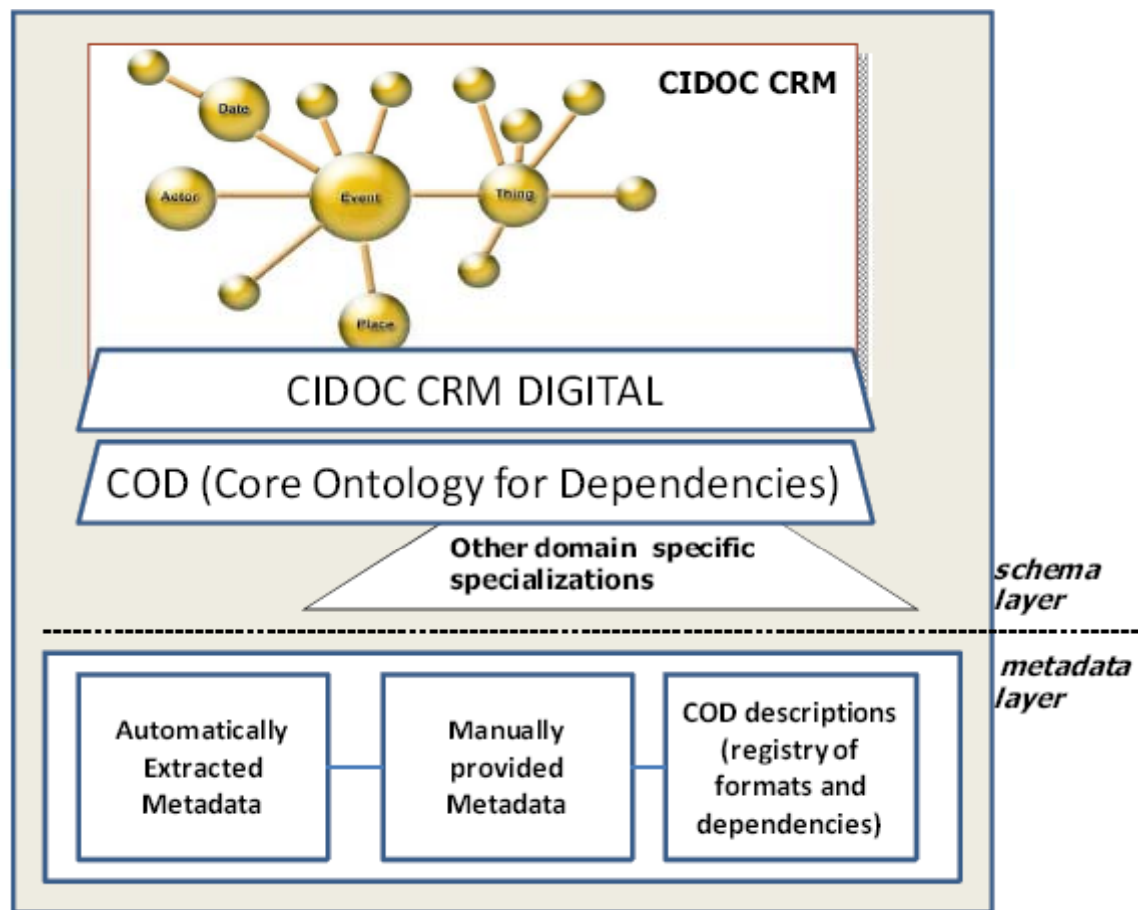 CIDOC CRM
Date
Actor
Event
Thing
Place
CIDOC CRM DIGITAL
COD (Core Ontology for Dependencies)
Other domain specific
specializations
schema
layer
metadada
layer
Automatically
Extracted
Metadata
Manually
provided
Metadata
COD descriptions
(registry of
formats and
dependencies)